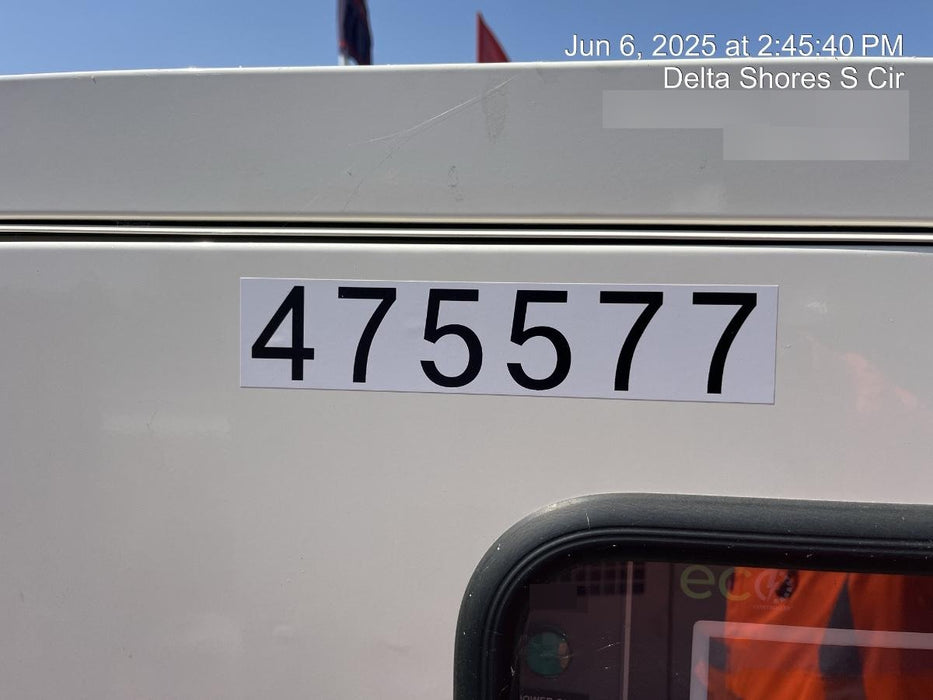 Jun 6, 2025 at 2:45:40 PM
Delta Shores S Cir
475577
eco